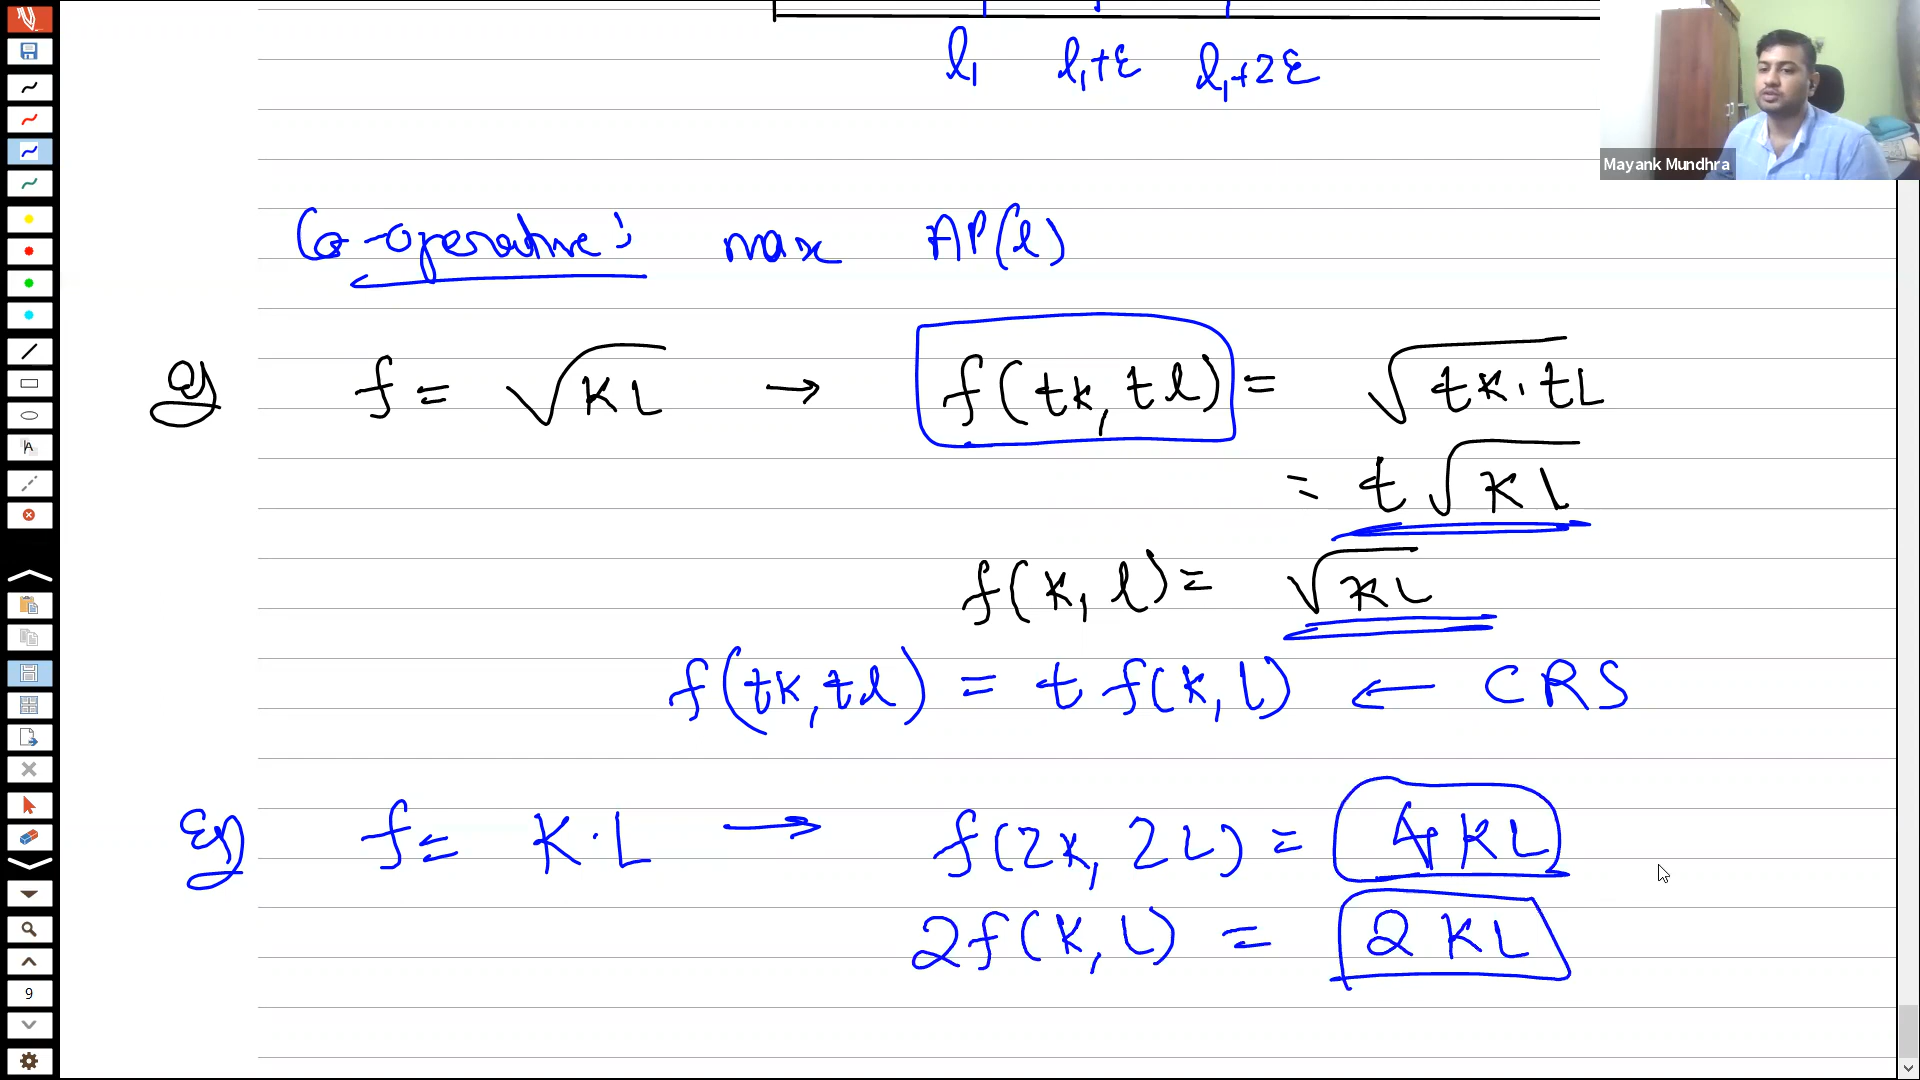 l₁ l₁+ε l₁+2ε
Mayank Mundhra
Co-operative: max AP(l)
Eg f = √KL → f(tk, tl) = √tK.tL
= t √KL
f(K, l) = √KL
f(tK, tl) = t f(K, L) ← CRS
Eg f = K.L → f(2K, 2L) = 4KL
2f(K, L) = 2KL
9